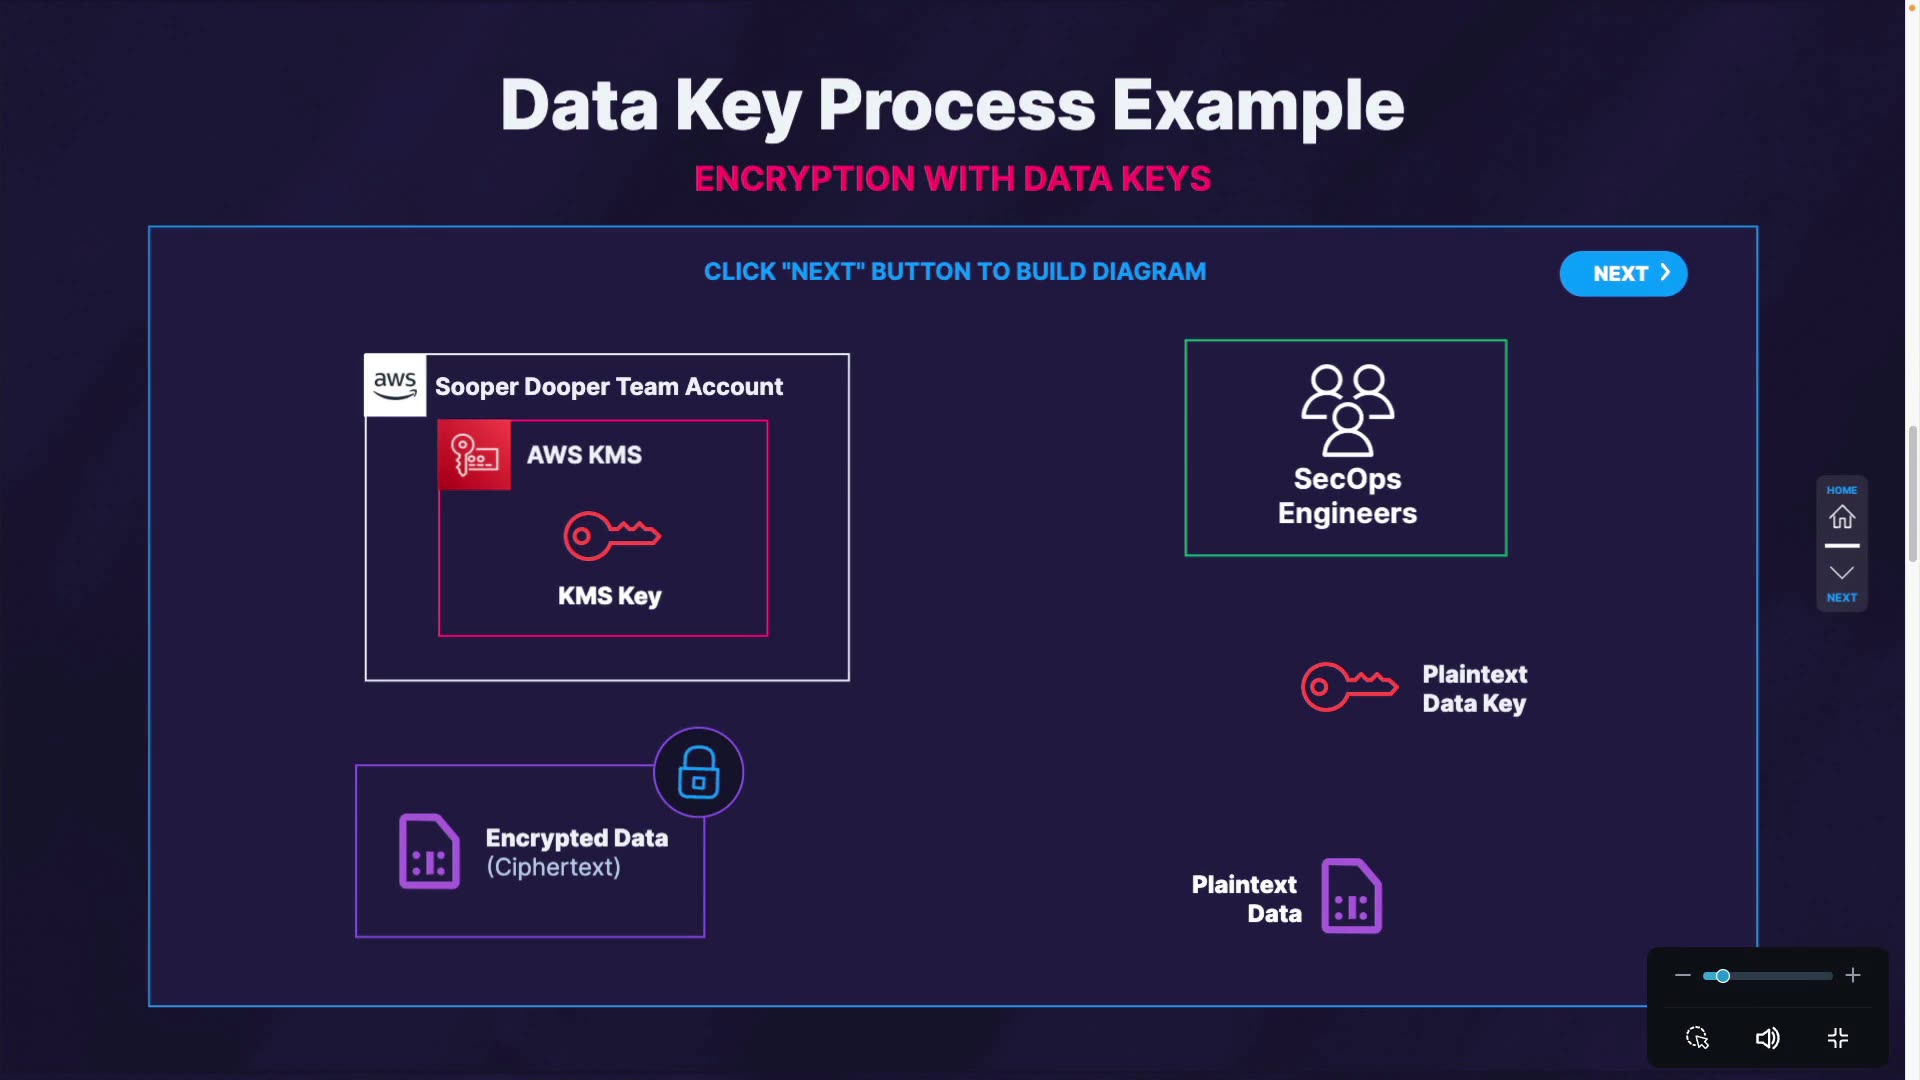 Data Key Process Example
ENCRYPTION WITH DATA KEYS
CLICK "NEXT" BUTTON TO BUILD DIAGRAM
NEXT
aws
Sooper Dooper Team Account
AWS KMS
KMS Key
SecOps
Engineers
Plaintext
Data Key
Encrypted Data
(Ciphertext)
Plaintext
Data
HOME
NEXT